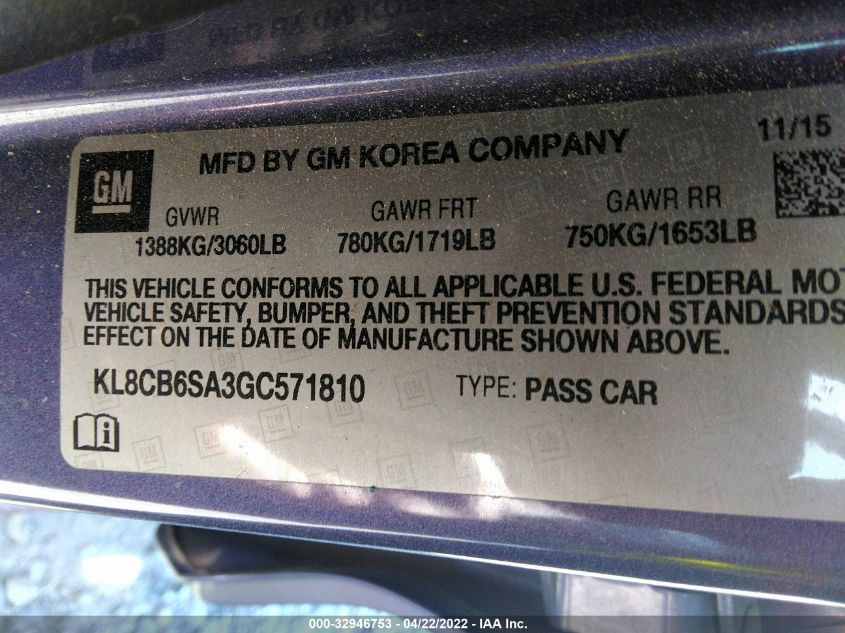 11/15
GM MFD BY GM KOREA COMPANY
GVWR GAWR FRT GAWR RR
1388KG/3060LB 780KG/1719LB 750KG/1653LB
THIS VEHICLE CONFORMS TO ALL APPLICABLE U.S. FEDERAL MOT
VEHICLE SAFETY, BUMPER, AND THEFT PREVENTION STANDARDS
EFFECT ON THE DATE OF MANUFACTURE SHOWN ABOVE.
KL8CB6SA3GC571810 TYPE: PASS CAR
000-32946753 - 04/22/2022 - IAA Inc.